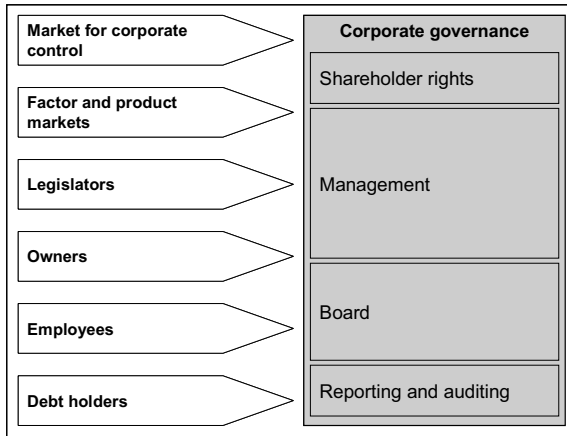 Market for corporate
control
Factor and product
markets
Legislators
Owners
Employees
Debt holders
Corporate governance
Shareholder rights
Management
Board
Reporting and auditing